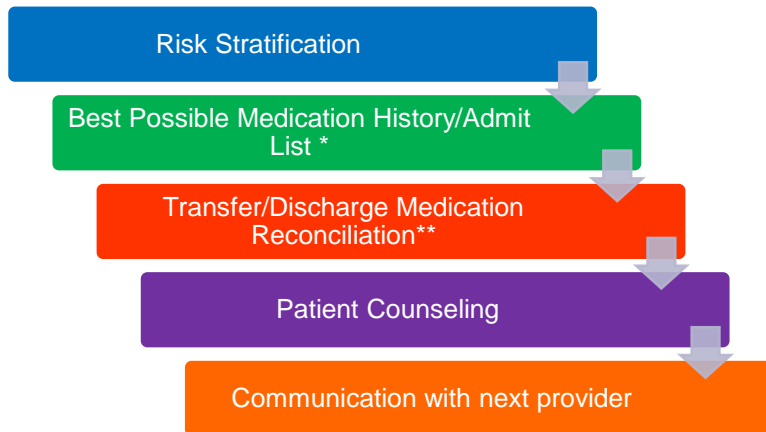 Risk Stratification
Best Possible Medication History/Admit
List *
Transfer/Discharge Medication
Reconciliation**
Patient Counseling
Communication with next provider